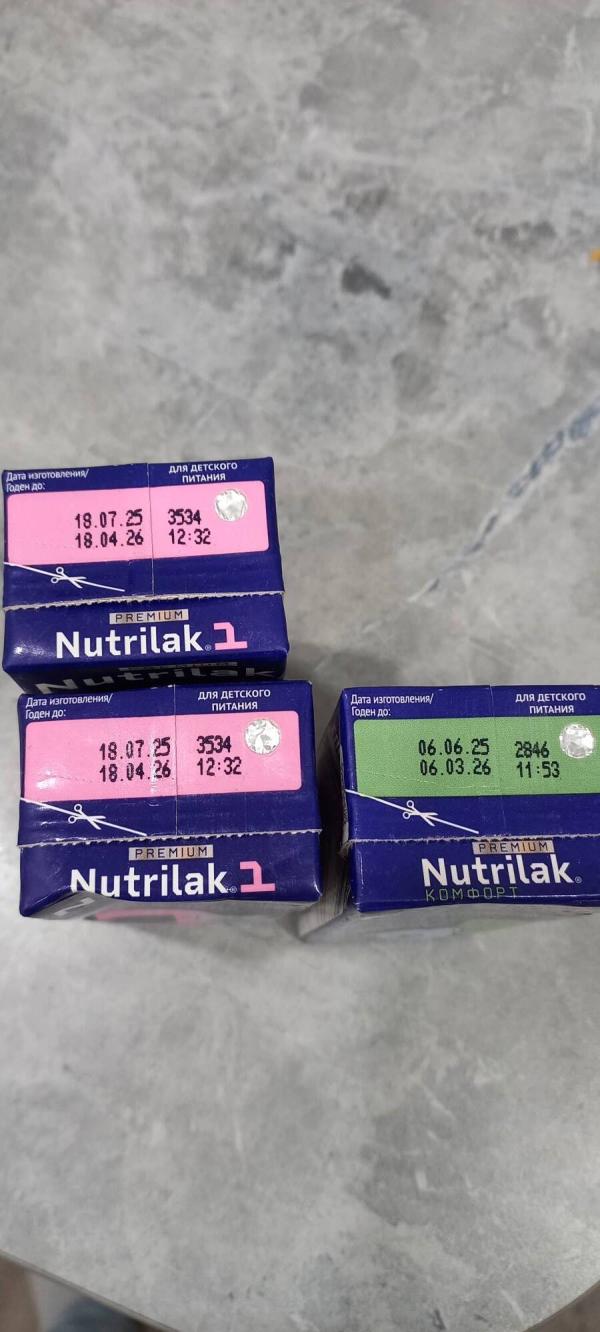 Дата изготовления/
Годен до:
ДЛЯ ДЕТСКОГО
ПИТАНИЯ
18.07.25 3534
18.04.26 12:32
PREMIUM
Nutrilak® 1
PREMIUM
Nutrilak
Дата изготовления/
Годен до:
ДЛЯ ДЕТСКОГО
ПИТАНИЯ
18.07.25 3534
18.04.26 12:32
PREMIUM
Nutrilak® 1
Дата изготовления/
Годен до:
ДЛЯ ДЕТСКОГО
ПИТАНИЯ
06.06.25 2846
06.03.26 11:53
PREMIUM
Nutrilak®
КОМФОРТ